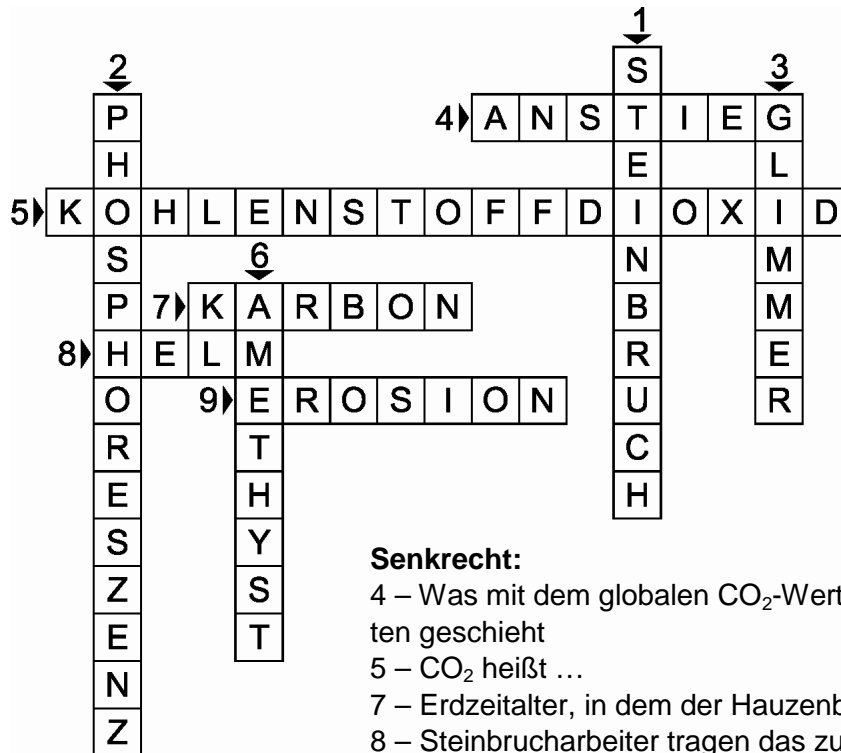 1
2 S 3
P 4 A N S T I E G
H E L
5 K O H L E N S T O F F D I O X I D
S 6 N M
P 7 K A R B O N B M
8 H E L M R E
O 9 E R O S I O N U R
R T C
E H H
S Y
Z S
E T
N
Z
Senkrecht:
4 – Was mit dem globalen CO₂-Wert
ten geschieht
5 – CO₂ heißt …
7 – Erdzeitalter, in dem der Hauzenb
8 – Steinbrucharbeiter tragen das zu